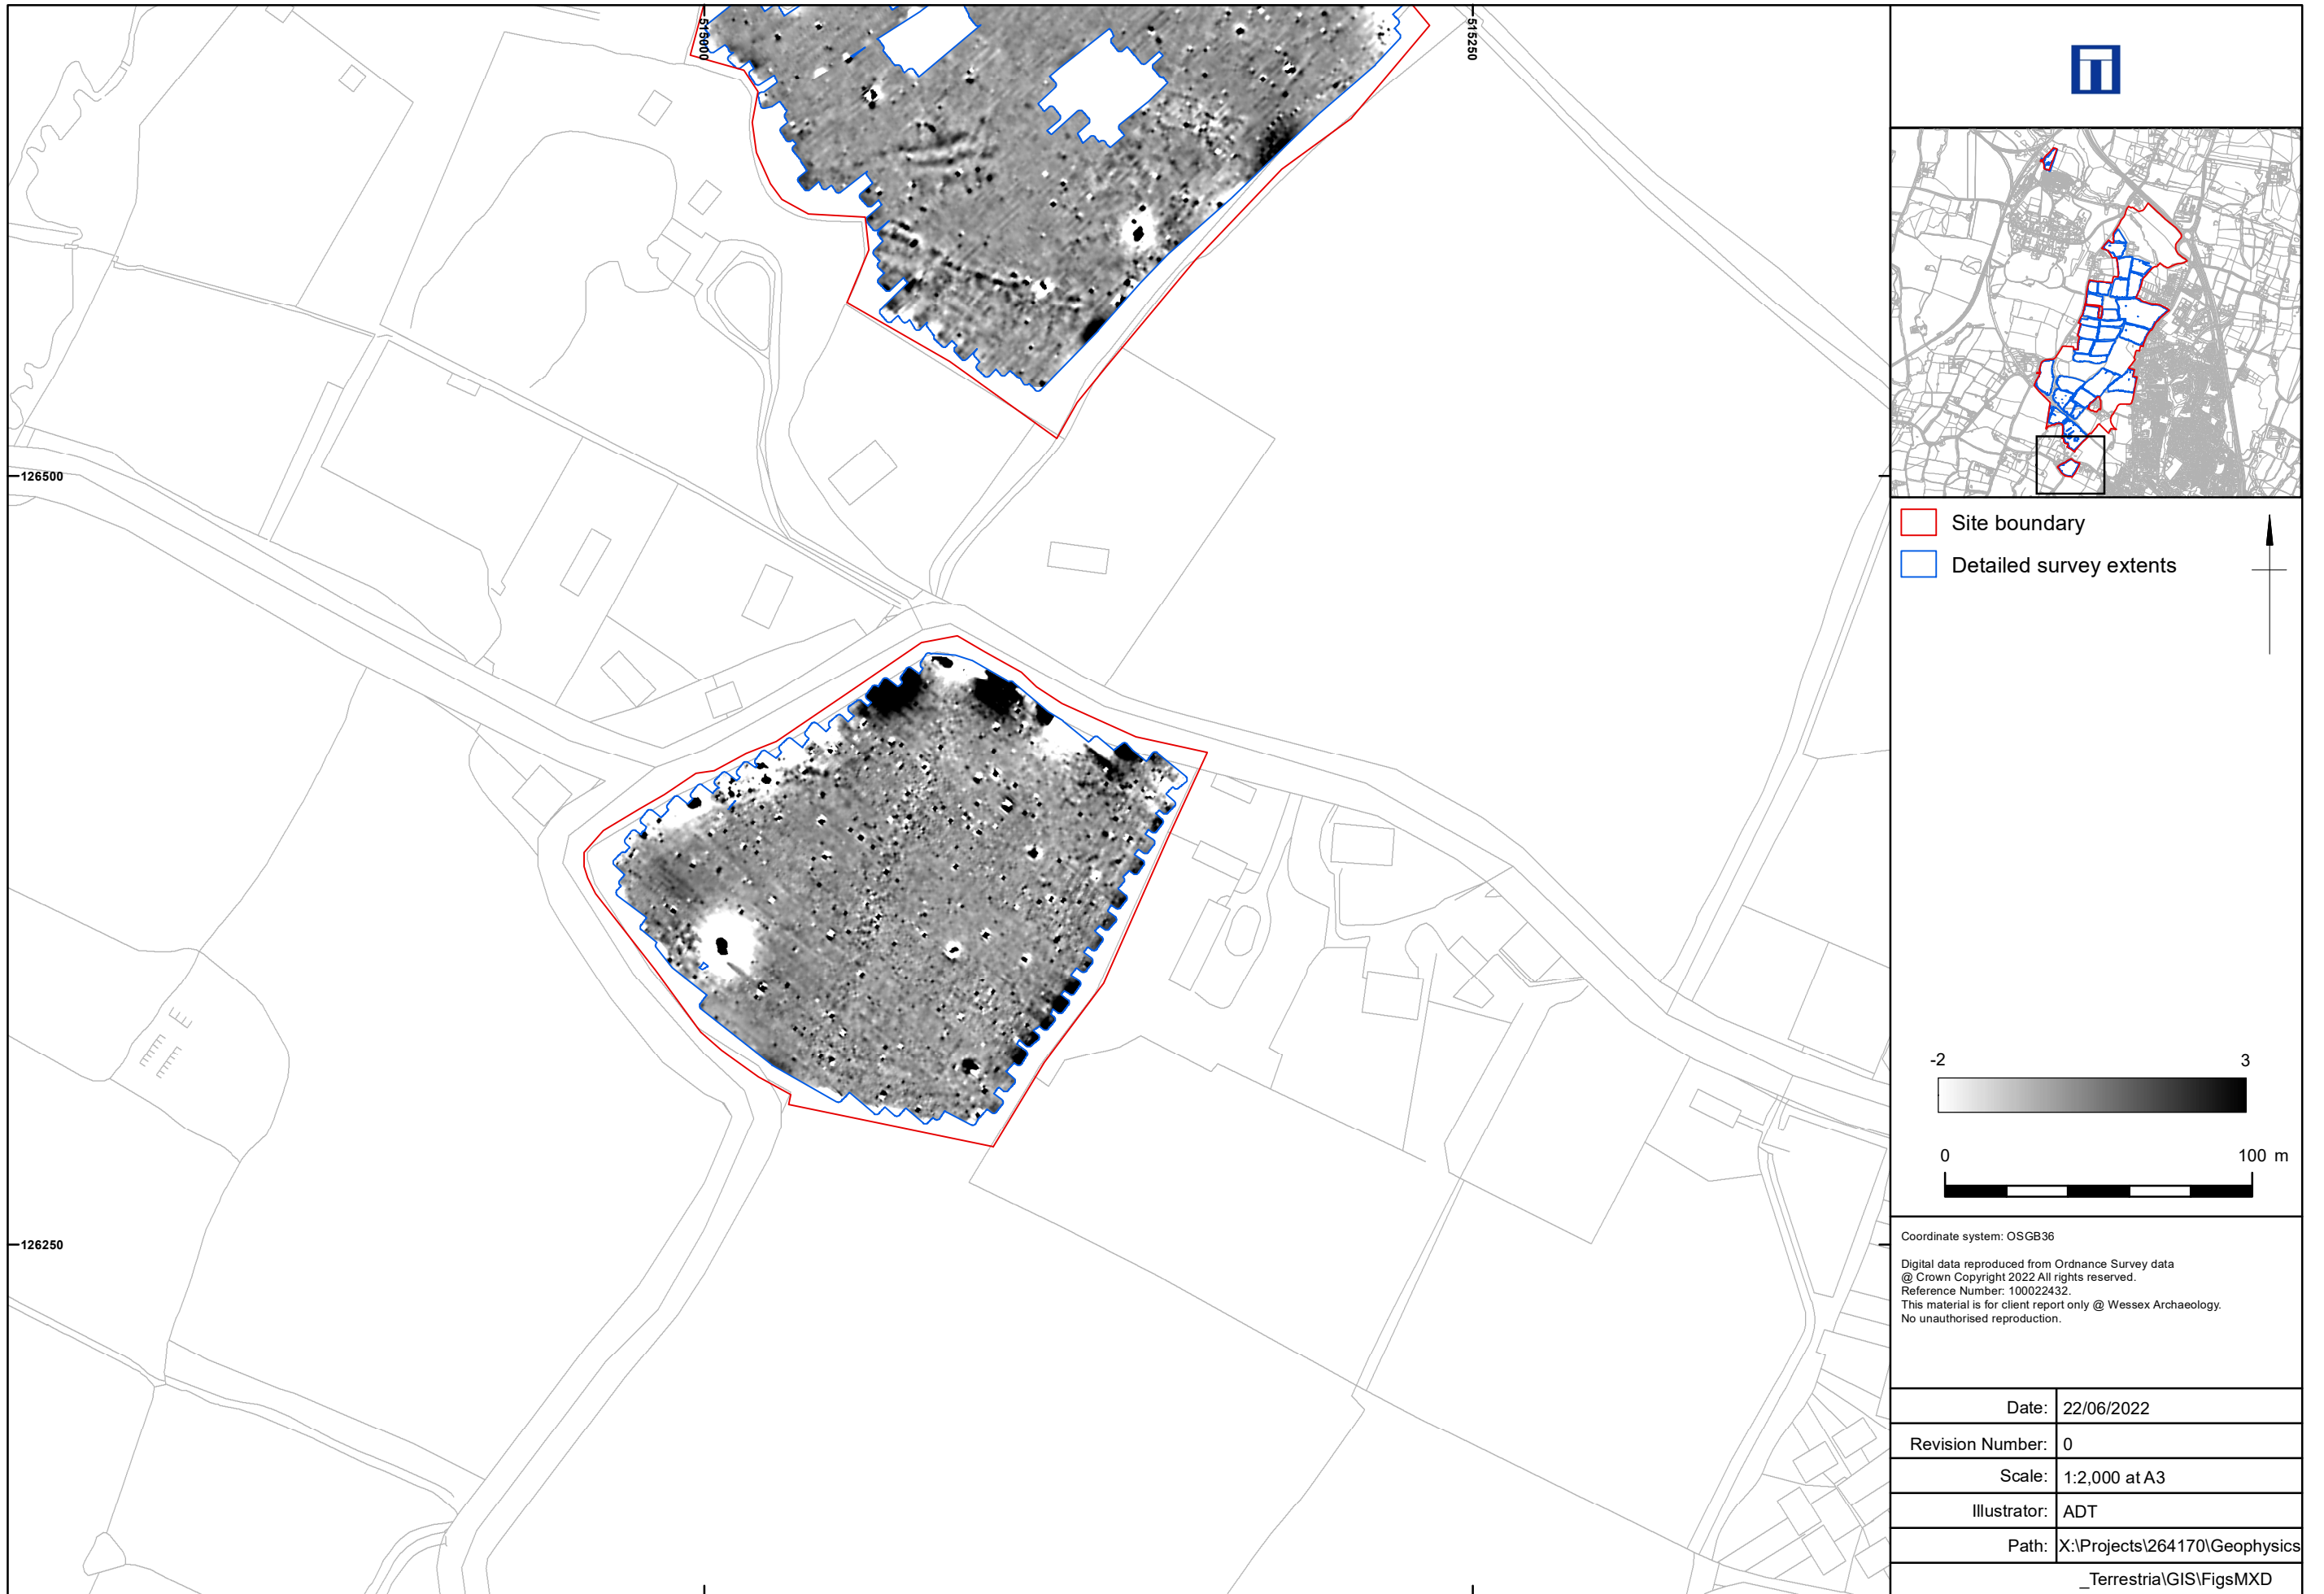 515000
515250
126500
126250
Site boundary
Detailed survey extents
-2 3
0 100 m
Coordinate system: OSGB36
Digital data reproduced from Ordnance Survey data
@ Crown Copyright 2022 All rights reserved.
Reference Number: 100022432.
This material is for client report only @ Wessex Archaeology.
No unauthorised reproduction.
Date: 22/06/2022
Revision Number: 0
Scale: 1:2,000 at A3
Illustrator: ADT
Path: X:\Projects\264170\Geophysics
_Terrestria\GIS\FigsMXD